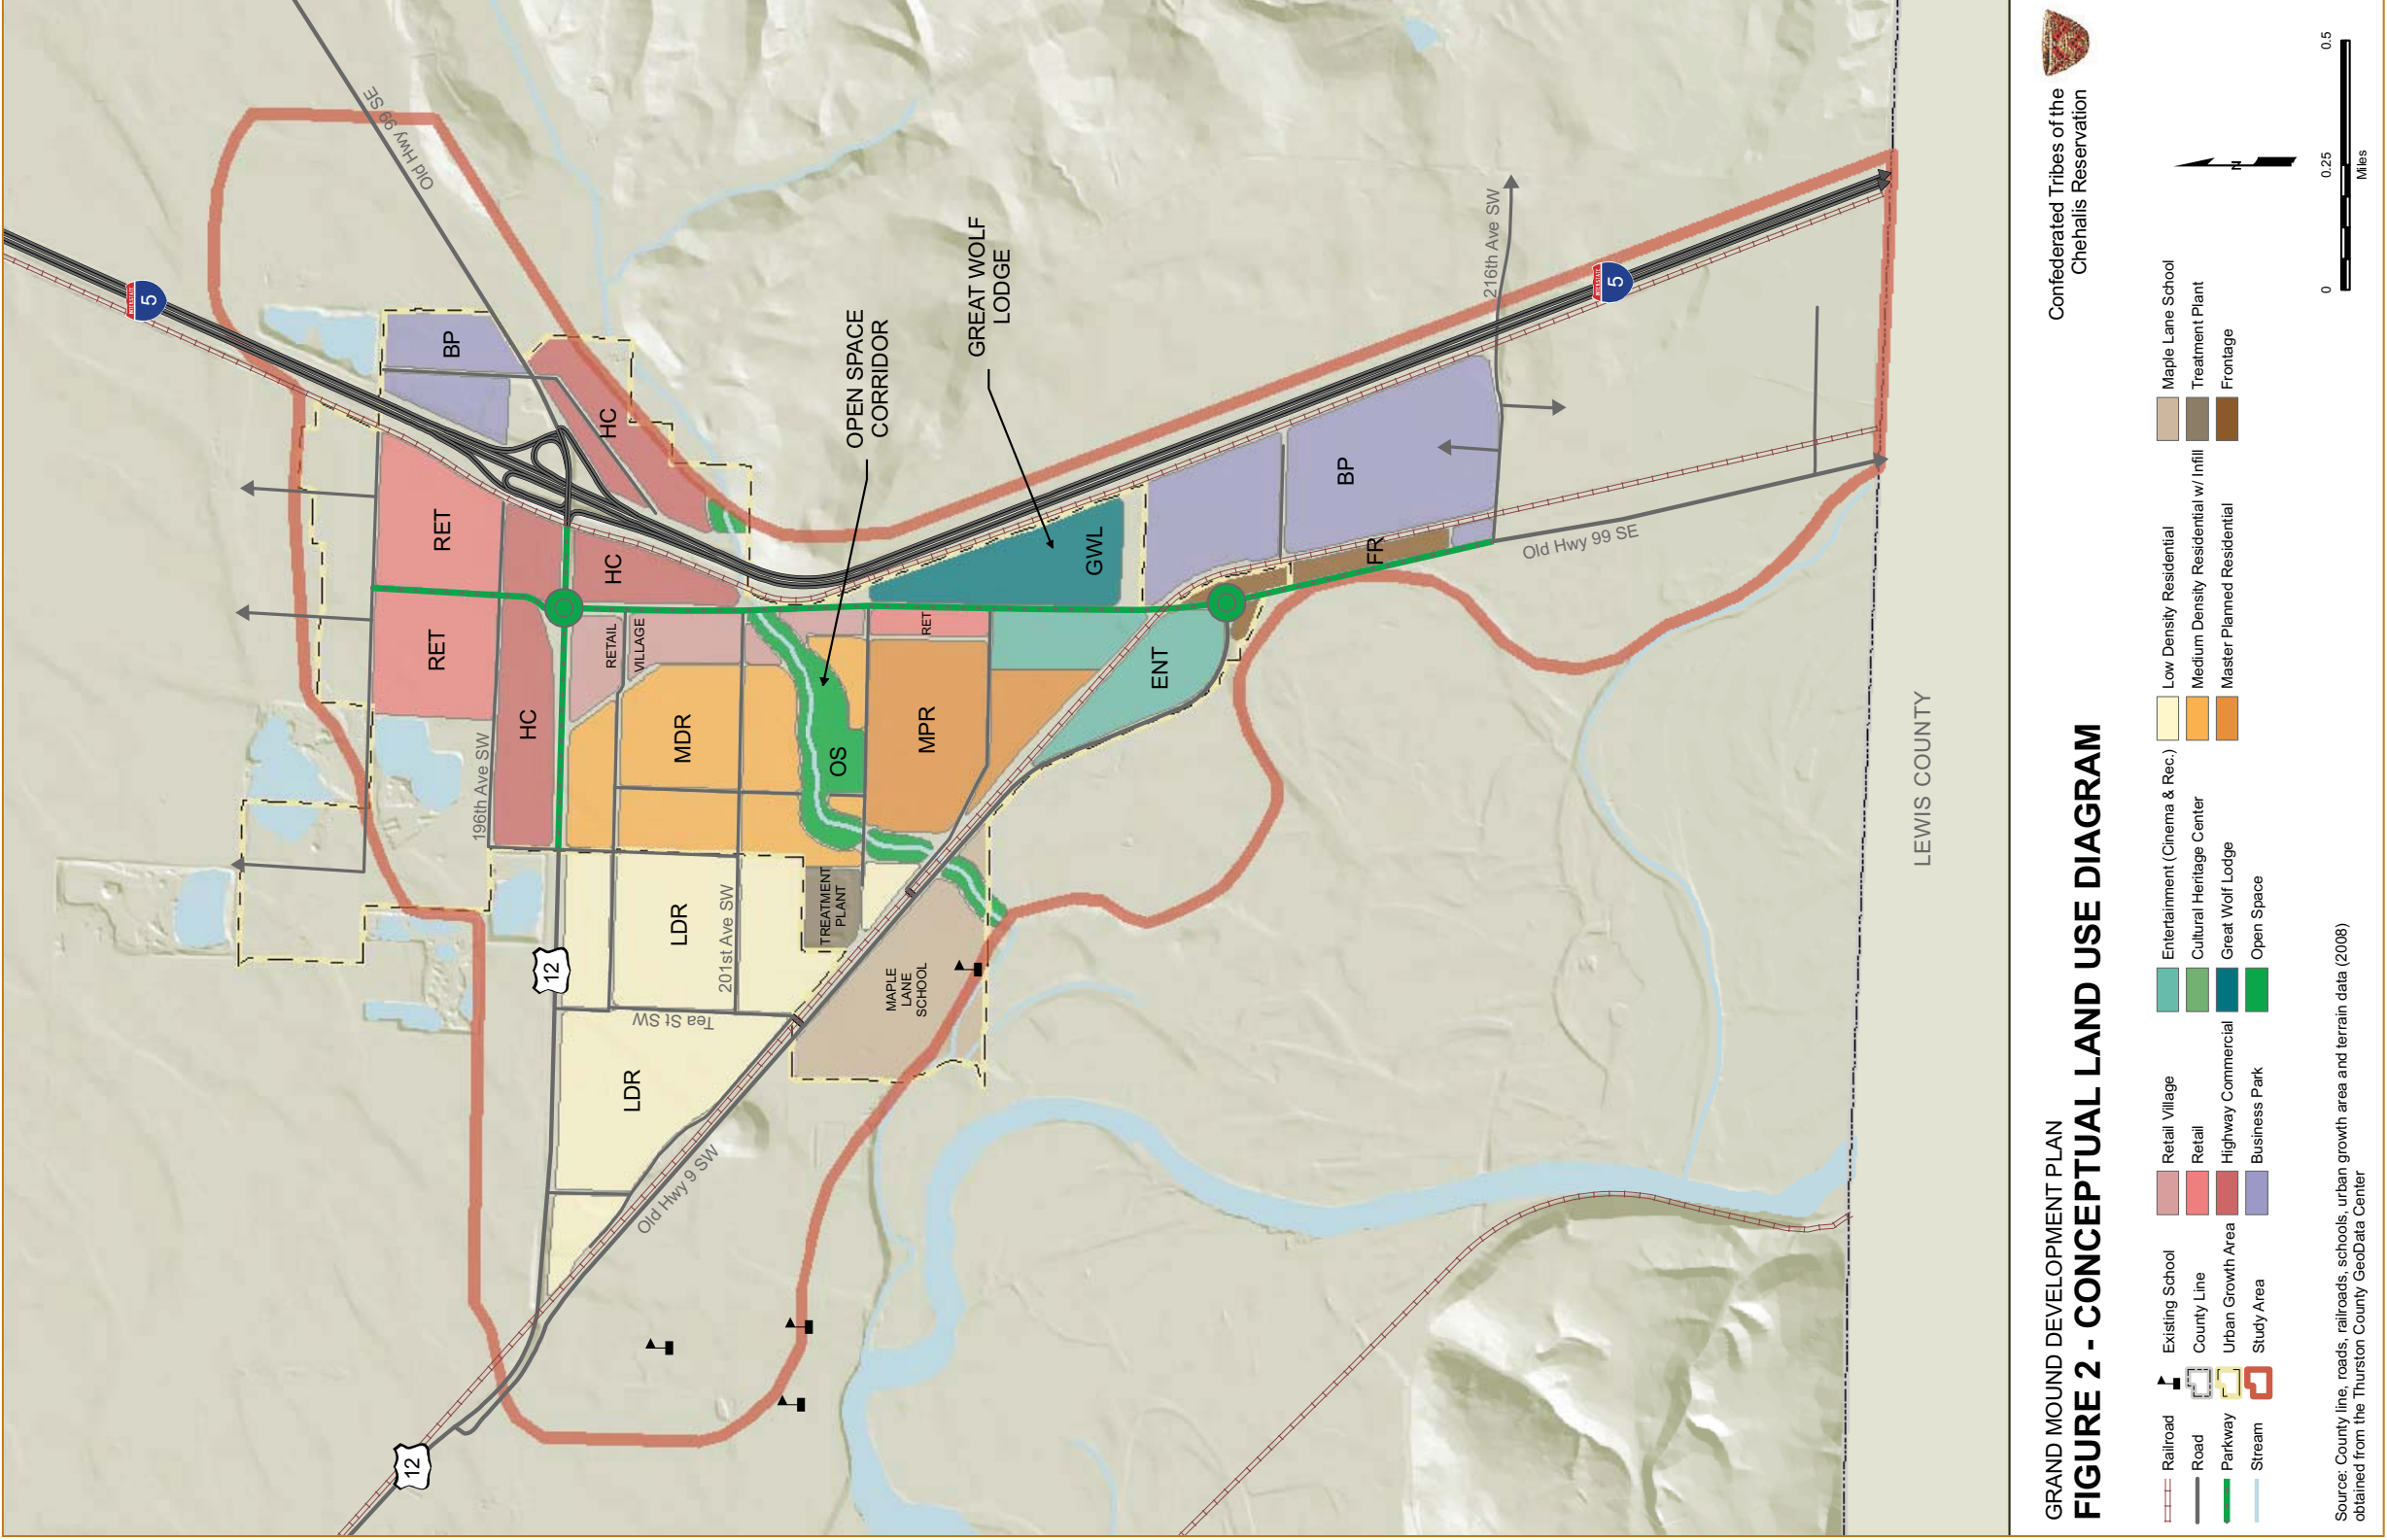 Old Hwy 99 SE
5
BP
HC
RET
RET
HC
HC
196th Ave SW
RETAIL
VILLAGE
OPEN SPACE
CORRIDOR
GREAT WOLF
LODGE
MDR
OS
RET
MPR
GWL
ENT
FR
BP
216th Ave SW
5
Old Hwy 99 SE
12
LDR
201st Ave SW
TREATMENT
PLANT
Tea St SW
LDR
MAPLE
LANE
SCHOOL
Old Hwy 9 SW
12
LEWIS COUNTY
GRAND MOUND DEVELOPMENT PLAN
FIGURE 2 - CONCEPTUAL LAND USE DIAGRAM
Railroad
Road
Parkway
Stream
Existing School
County Line
Urban Growth Area
Study Area
Retail Village
Retail
Highway Commercial
Business Park
Entertainment (Cinema & Rec.)
Cultural Heritage Center
Great Wolf Lodge
Open Space
Low Density Residential
Medium Density Residential w/ Infill
Master Planned Residential
Maple Lane School
Treatment Plant
Frontage
Source: County line, roads, railroads, schools, urban growth area and terrain data (2008)
obtained from the Thurston County GeoData Center
Confederated Tribes of the
Chehalis Reservation
N
0 0.25 0.5
Miles